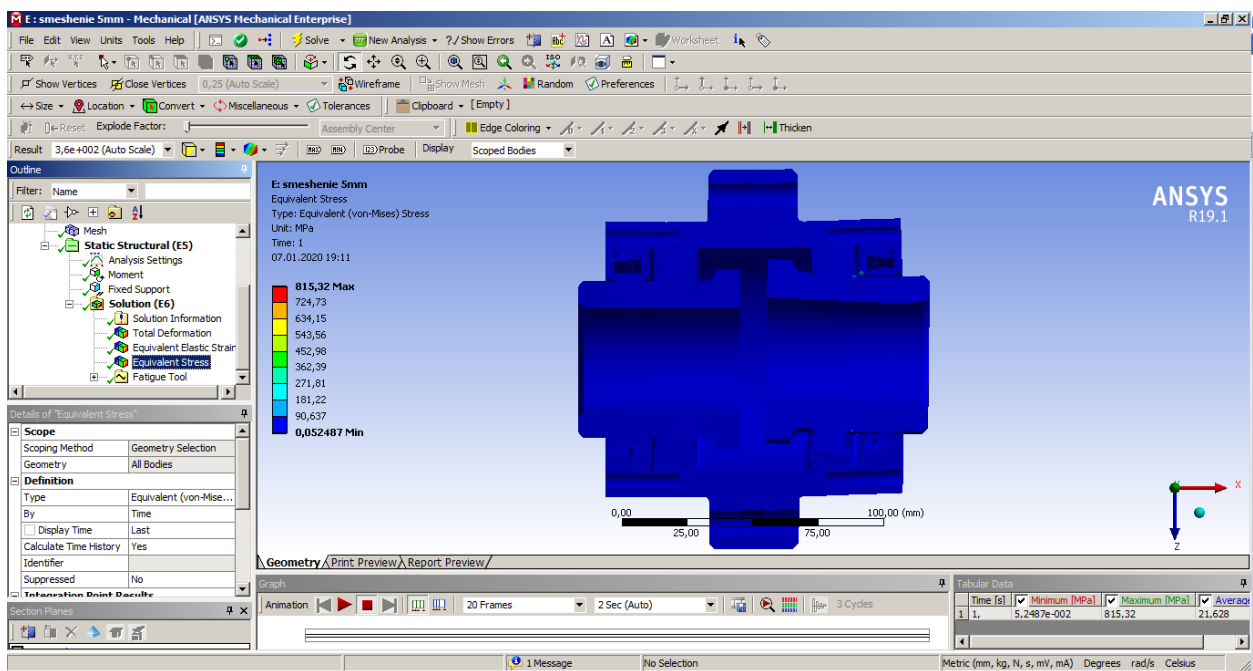 E : smeshenie 5mm - Mechanical [ANSYS Mechanical Enterprise]
File Edit View Units Tools Help Solve New Analysis ?/ Show Errors Worksheet
Show Vertices Close Vertices 0,25 (Auto Scale) Wireframe Show Mesh Random Preferences
Size Location Convert Miscellaneous Tolerances Clipboard [Empty]
Reset Explode Factor: Assembly Center Edge Coloring Thicken
Result 3,6e+002 (Auto Scale) MAX MIN Probe Display Scoped Bodies
Outline
Filter: Name
Mesh
Static Structural (E5)
Analysis Settings
Moment
Fixed Support
Solution (E6)
Solution Information
Total Deformation
Equivalent Elastic Strain
Equivalent Stress
Fatigue Tool
Details of "Equivalent Stress"
Scope
Scoping Method Geometry Selection
Geometry All Bodies
Definition
Type Equivalent (von-Mise...
By Time
Display Time Last
Calculate Time History Yes
Identifier
Suppressed No
Integration Point Results
Section Planes
E: smeshenie 5mm
Equivalent Stress
Type: Equivalent (von-Mises) Stress
Unit: MPa
Time: 1
07.01.2020 19:11
815,32 Max
724,73
634,15
543,56
452,98
362,39
271,81
181,22
90,637
0,052487 Min
ANSYS
R19.1
0,00 100,00 (mm)
25,00 75,00
X
Z
Geometry Print Preview Report Preview
Graph
Animation 20 Frames 2 Sec (Auto) 3 Cycles
Tabular Data
Time [s] Minimum [MPa] Maximum [MPa] Average
1 1, 5,2487e-002 815,32 21,628
1 Message No Selection Metric (mm, kg, N, s, mV, mA) Degrees rad/s Celsius